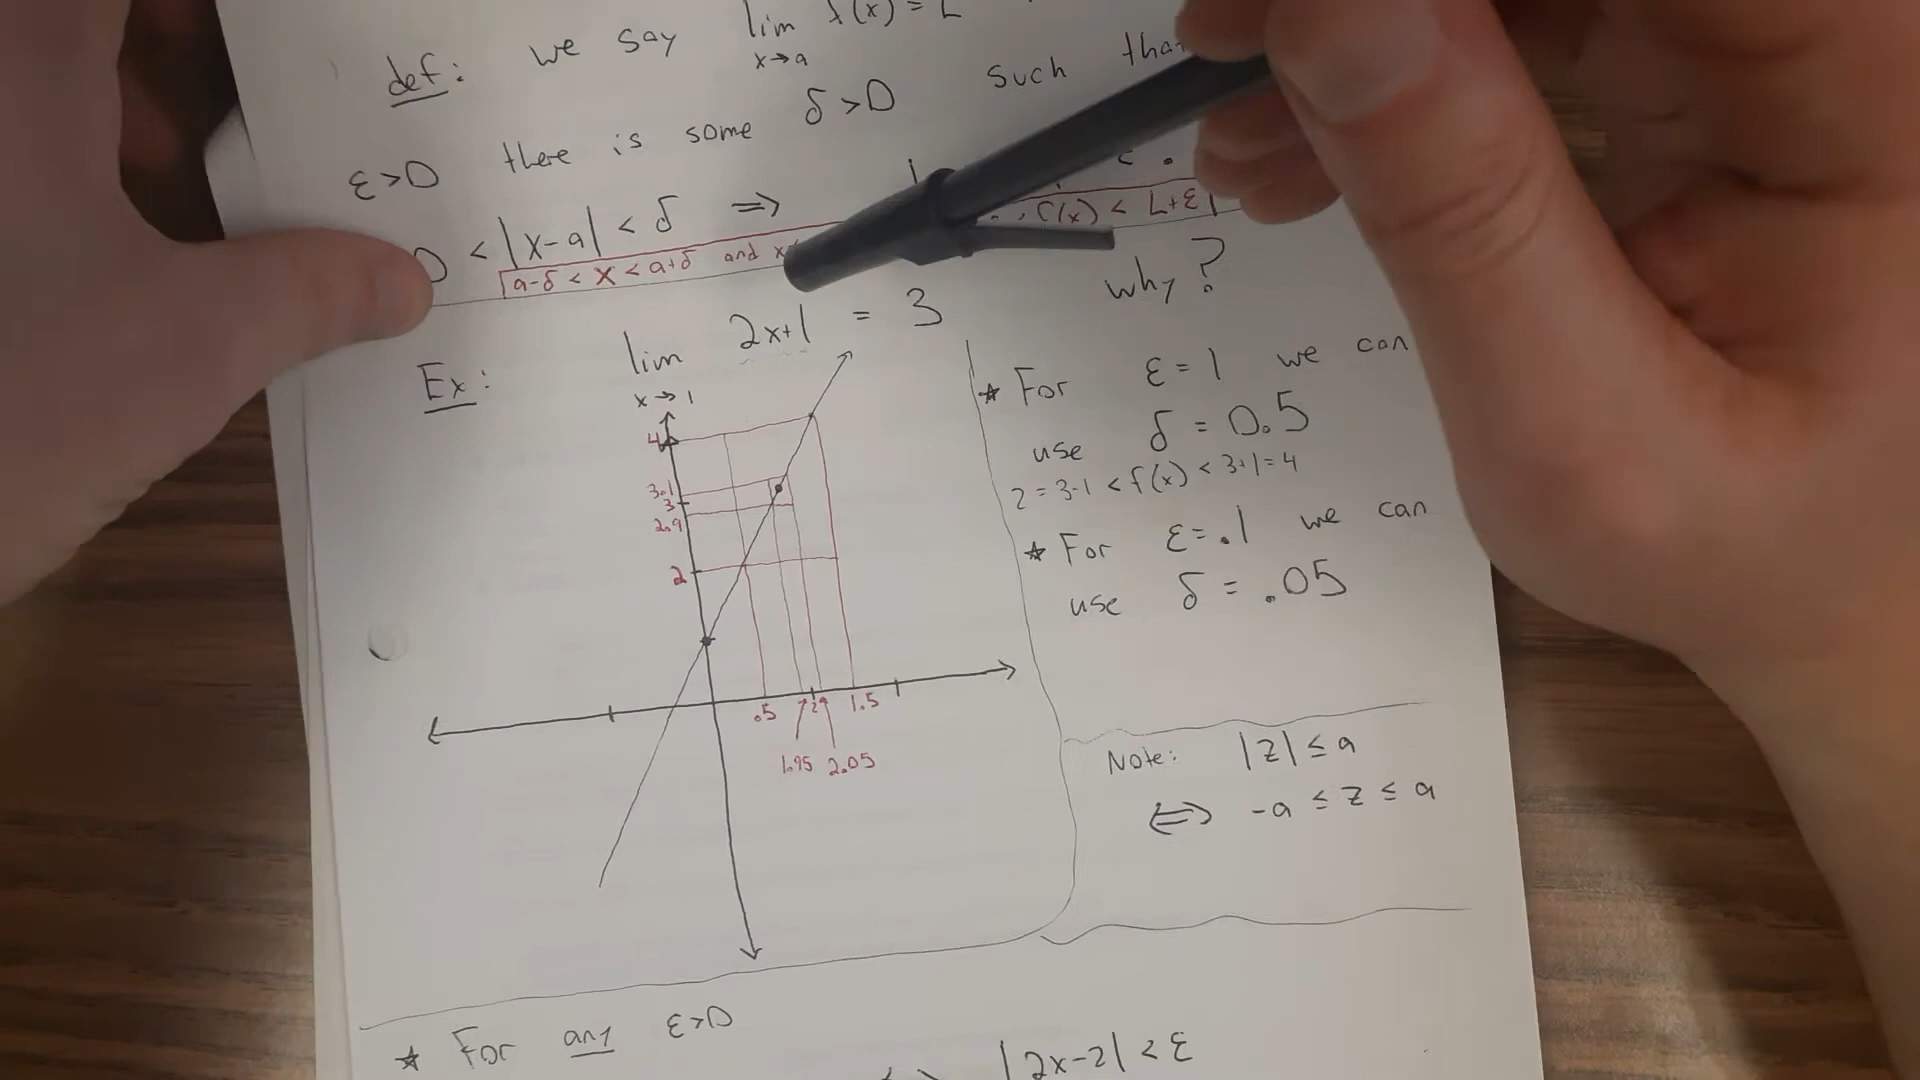 def: we say lim f(x) = L
x→a
ε>0 there is some δ>0 such that
0 < |x-a| < δ ⇒ ε.
a-δ < x < a+δ and x f(x) < L+ε
Ex: lim 2x+1 = 3 why?
x→1
4
3.1
3
2.9
2
.5 1.5
1.95 2.05
* For ε = 1 we can
use δ = 0.5
2 = 3-1 < f(x) < 3+1 = 4
* For ε = .1 we can
use δ = .05
Note: |z| ≤ a
⇔ -a ≤ z ≤ a
* For any ε>0
|2x-2| < ε